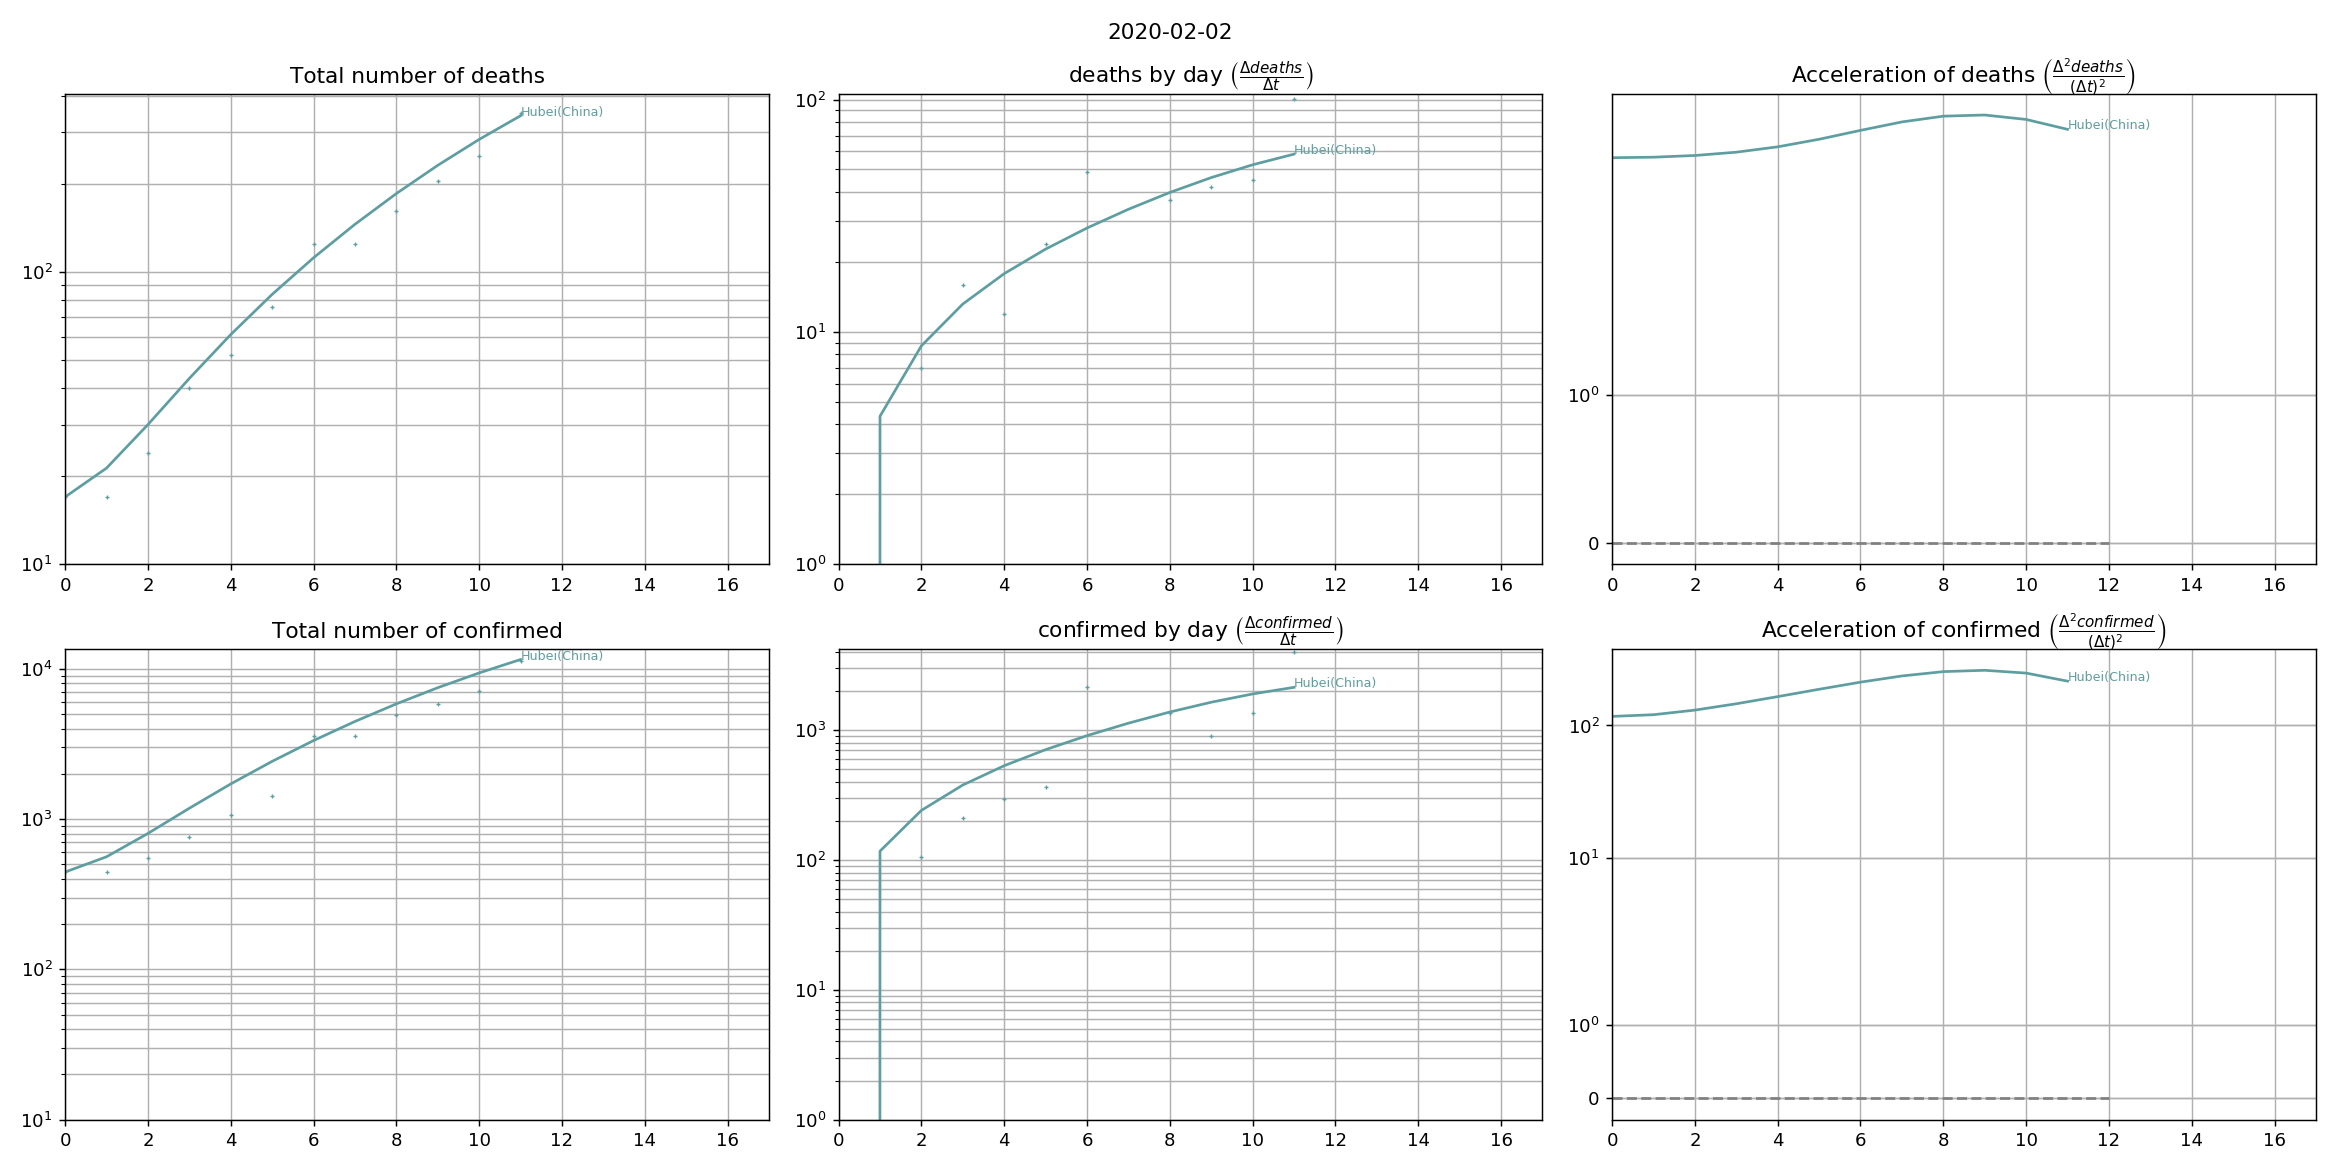 2020-02-02
Total number of deaths
deaths by day (Δdeaths/Δt)
Acceleration of deaths (Δ²deaths/(Δt)²)
Hubei(China)
Hubei(China)
Hubei(China)
10²
10¹
0 2 4 6 8 10 12 14 16
10²
10¹
10⁰
0 2 4 6 8 10 12 14 16
10⁰
0
0 2 4 6 8 10 12 14 16
Total number of confirmed
confirmed by day (Δconfirmed/Δt)
Acceleration of confirmed (Δ²confirmed/(Δt)²)
Hubei(China)
Hubei(China)
Hubei(China)
10⁴
10³
10²
10¹
0 2 4 6 8 10 12 14 16
10³
10²
10¹
10⁰
0 2 4 6 8 10 12 14 16
10²
10¹
10⁰
0
0 2 4 6 8 10 12 14 16